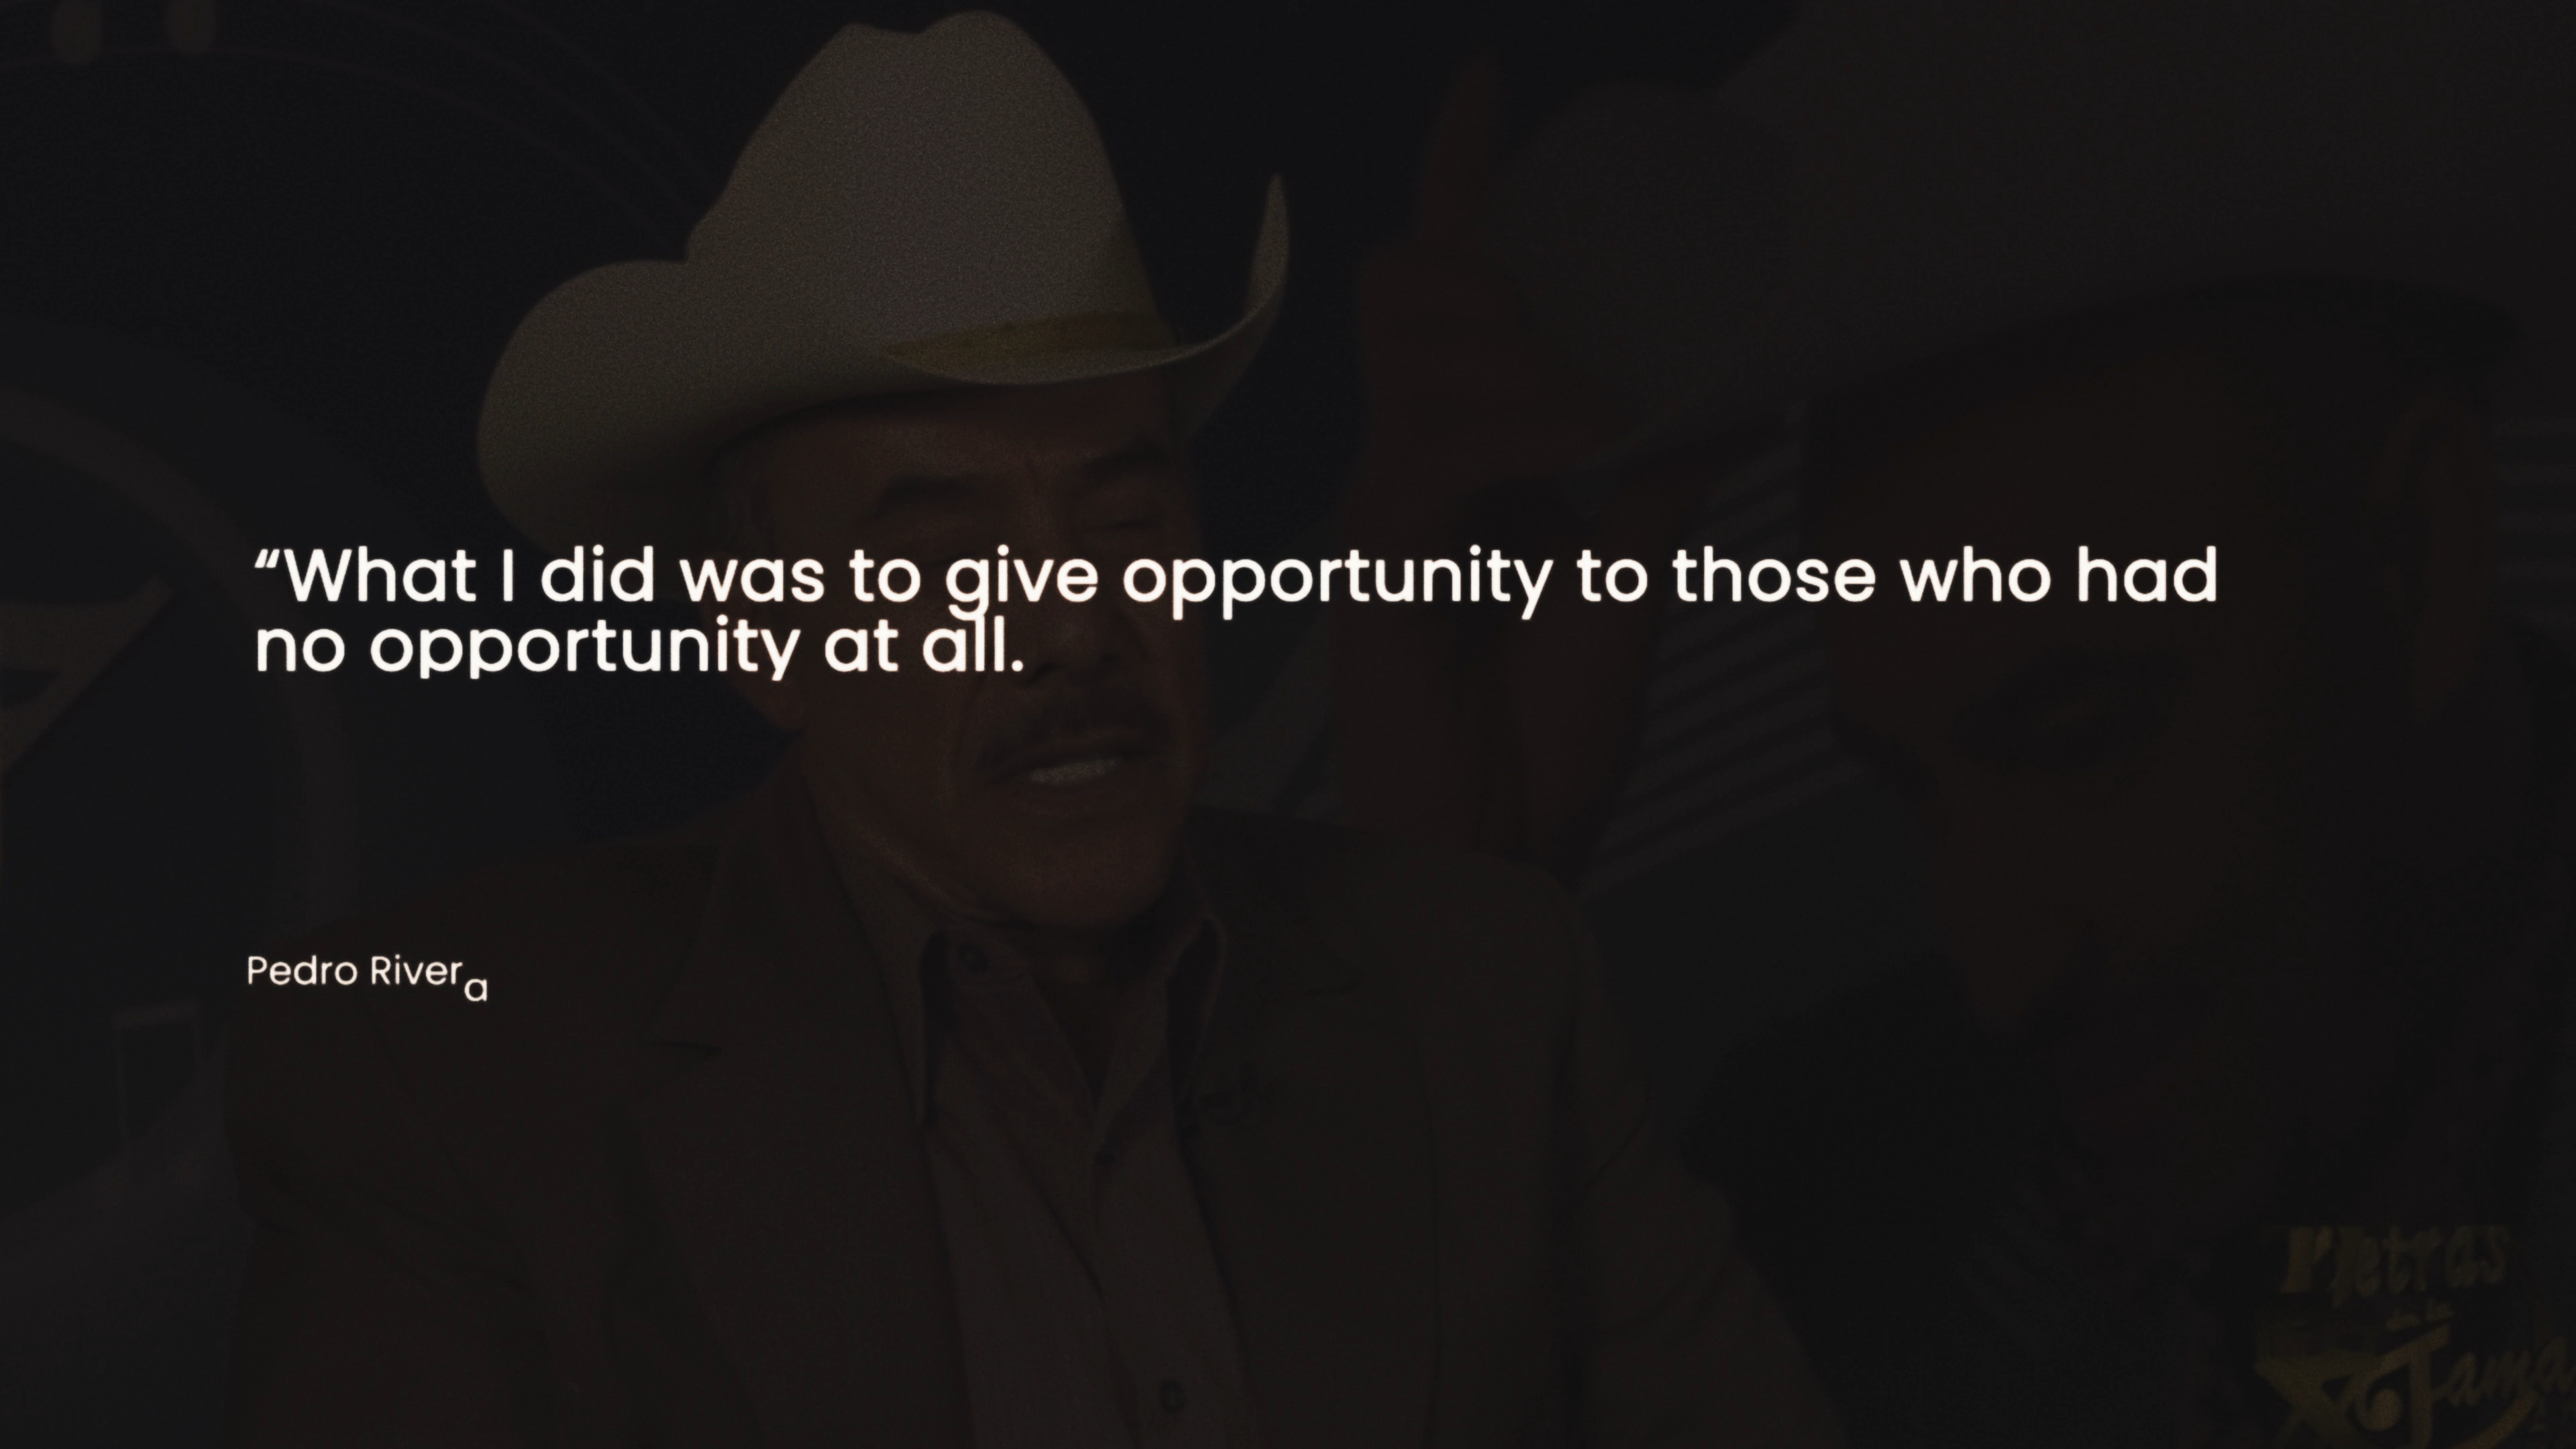 “What I did was to give opportunity to those who had
no opportunity at all.
Pedro Rivera